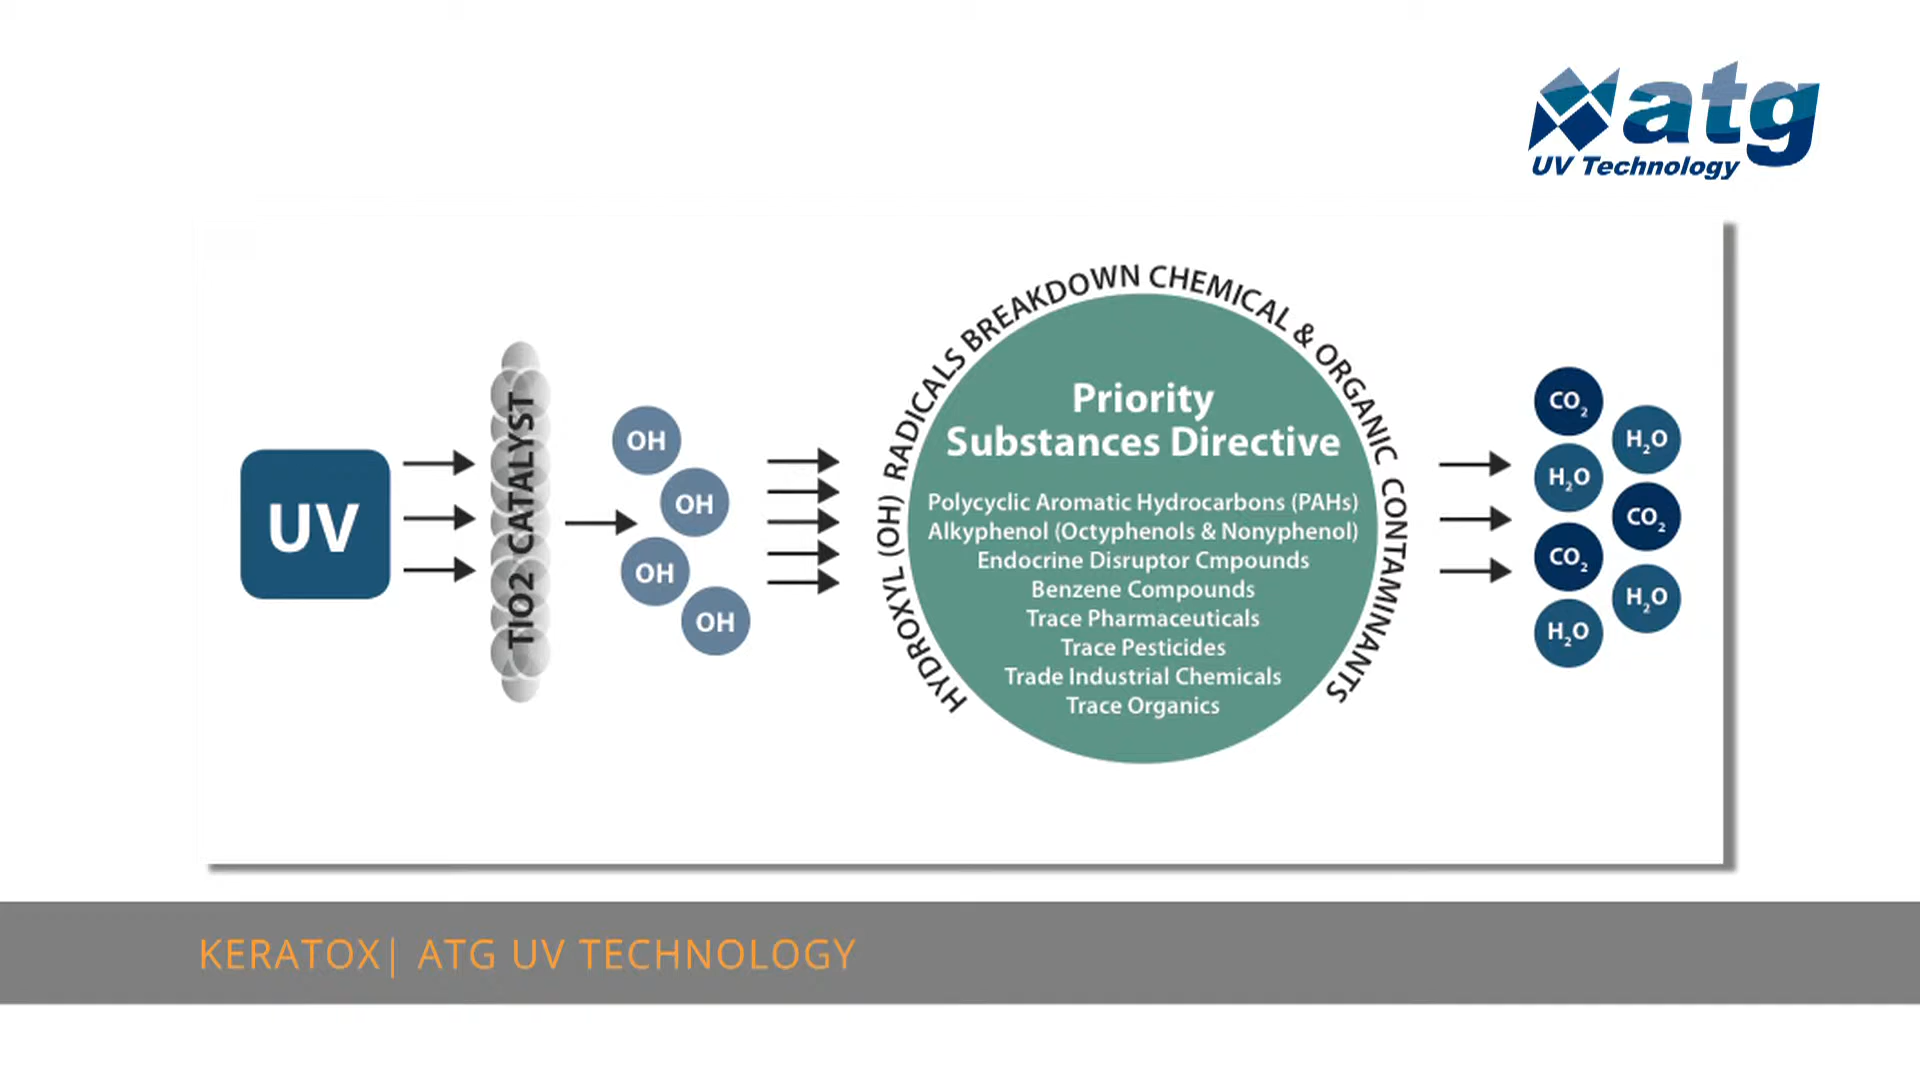 atg
UV Technology
UV
TIO2 CATALYST
OH
OH
OH
OH
HYDROXYL (OH) RADICALS BREAKDOWN CHEMICAL & ORGANIC CONTAMINANTS
Priority
Substances Directive
Polycyclic Aromatic Hydrocarbons (PAHs)
Alkyphenol (Octyphenols & Nonyphenol)
Endocrine Disruptor Cmpounds
Benzene Compounds
Trace Pharmaceuticals
Trace Pesticides
Trade Industrial Chemicals
Trace Organics
CO₂
H₂O
H₂O
CO₂
CO₂
H₂O
H₂O
KERATOX| ATG UV TECHNOLOGY